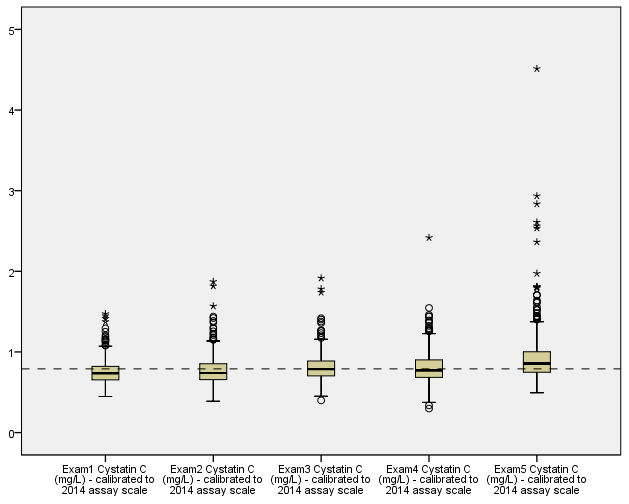 5
4
3
2
1
0
Exam1 Cystatin C
(mg/L) - calibrated to
2014 assay scale
Exam2 Cystatin C
(mg/L) - calibrated to
2014 assay scale
Exam3 Cystatin C
(mg/L) - calibrated to
2014 assay scale
Exam4 Cystatin C
(mg/L) - calibrated to
2014 assay scale
Exam5 Cystatin C
(mg/L) - calibrated to
2014 assay scale